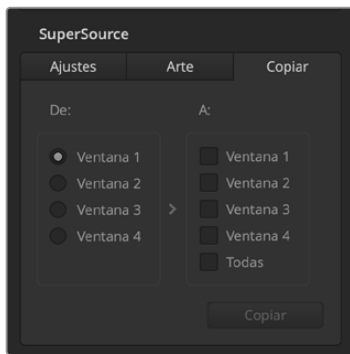 SuperSource
Ajustes Arte Copiar
De: A:
Ventana 1 Ventana 1
Ventana 2 Ventana 2
Ventana 3 > Ventana 3
Ventana 4 Ventana 4
Todas
Copiar